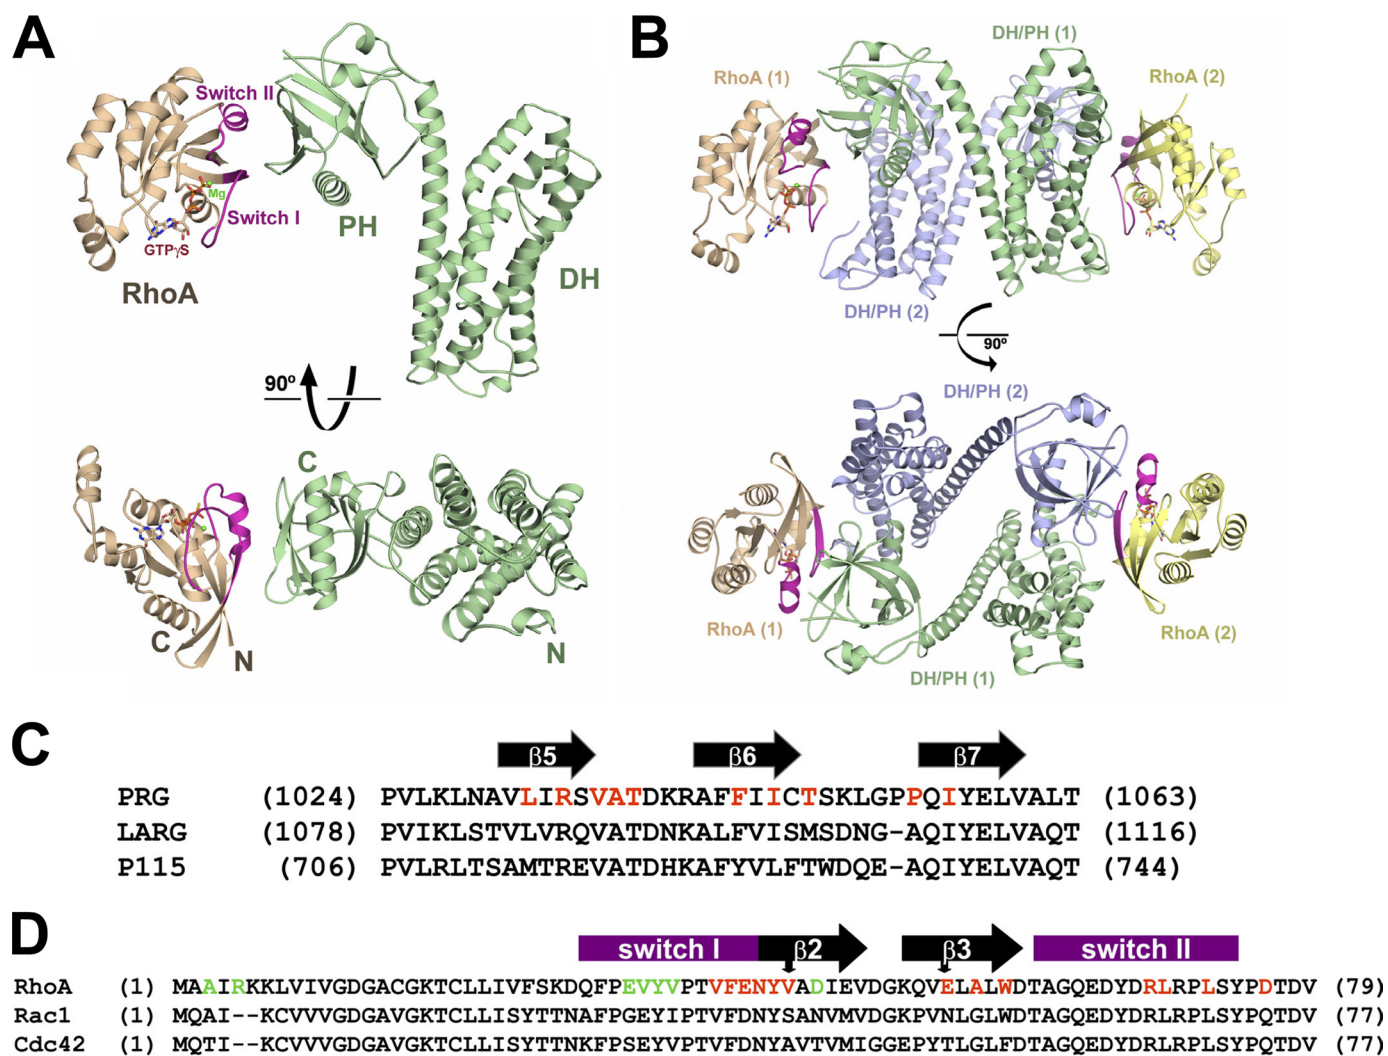 A
Switch II
Mg
Switch I
GTPγS
RhoA
PH
DH
90º
C
C
N
N
B
DH/PH (1)
RhoA (1)
RhoA (2)
DH/PH (2)
90º
DH/PH (2)
RhoA (1)
RhoA (2)
DH/PH (1)
C
β5 β6 β7
PRG (1024) PVLKLNAVLIRSVATDKRAFFIICTSKLGPPQIYELVALT (1063)
LARG (1078) PVIKLSTVLVRQVATDNKALFVISMSDNG-AQIYELVAQT (1116)
P115 (706) PVLRLTSAMTREVATDHKAFYVLFTWDQE-AQIYELVAQT (744)
D
switch I β2 β3 switch II
RhoA (1) MAAIRKKLVIVGDGACGKTCLLIVFSKDQFPEVYVPTVFENYVADIEVDGKQVELALWDTAGQEDYDRLRPLSYPDTDV (79)
Rac1 (1) MQAI--KCVVVGDGAVGKTCLLISYTTNAFPGEYIPTVFDNYSANVMVDGKPVNLGLWDTAGQEDYDRLRPLSYPQTDV (77)
Cdc42 (1) MQTI--KCVVVGDGAVGKTCLLISYTTNKFPSEYVPTVFDNYAVTVMIGGEPYTLGLFDTAGQEDYDRLRPLSYPQTDV (77)